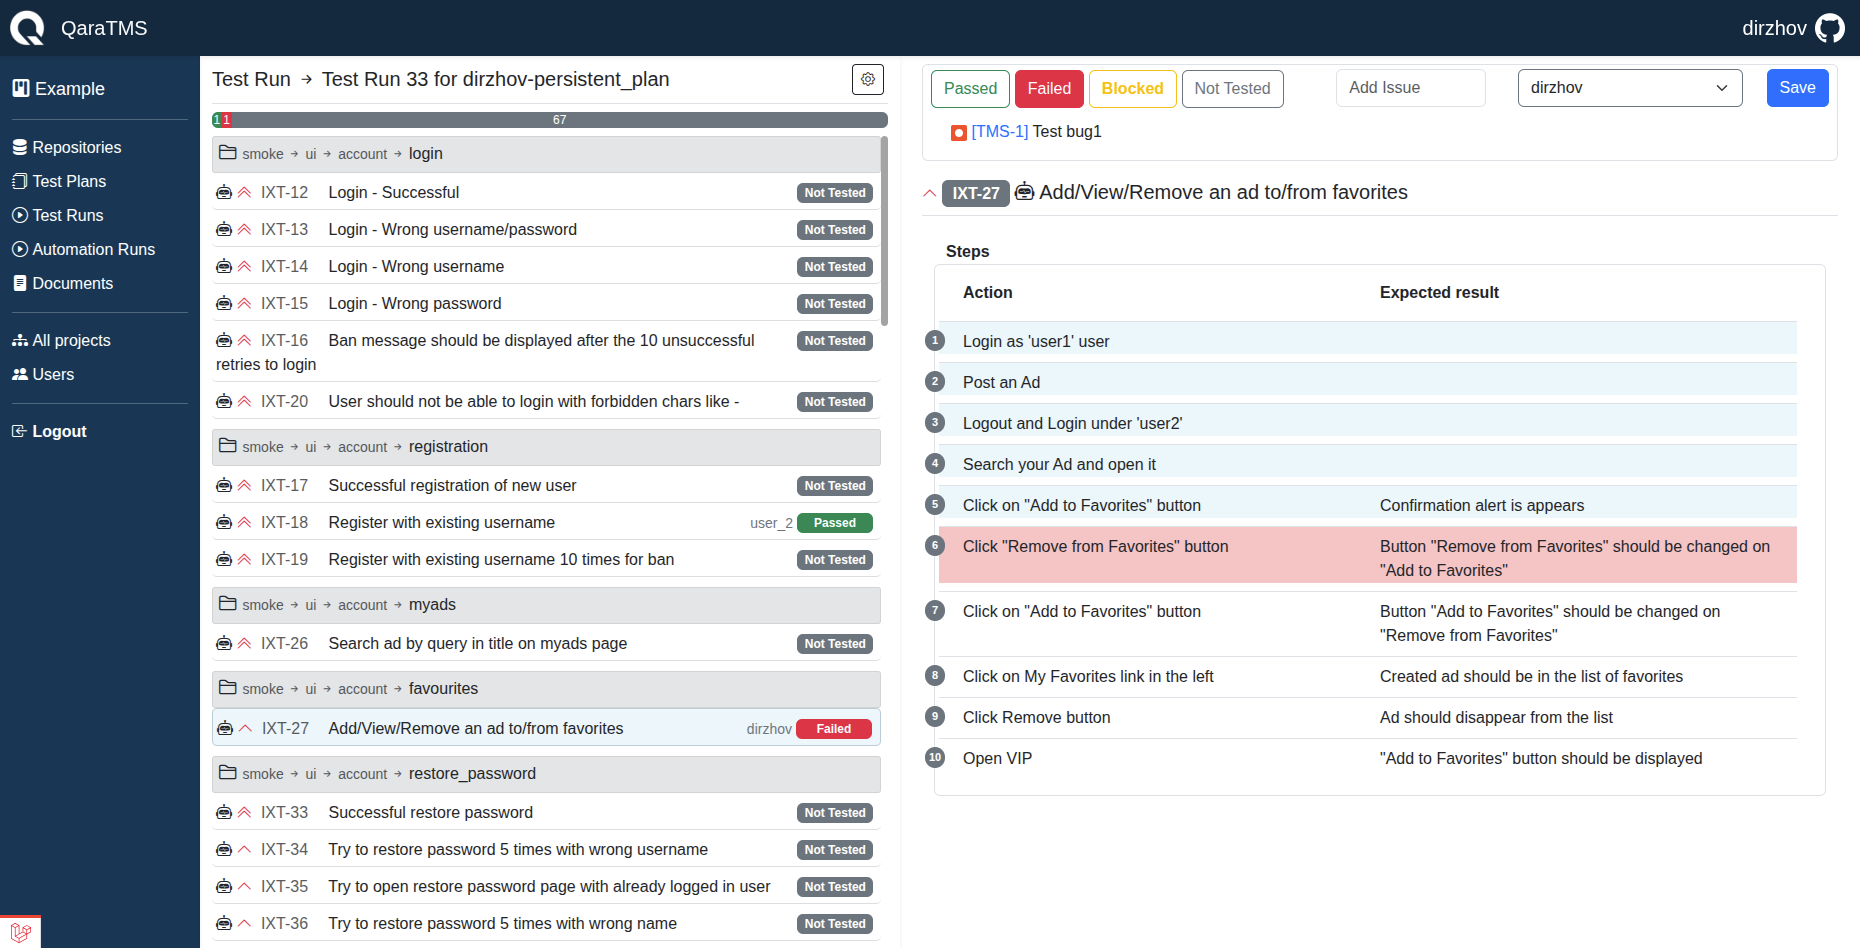 QaraTMS
dirzhov
Example
Repositories
Test Plans
Test Runs
Automation Runs
Documents
All projects
Users
Logout
Test Run → Test Run 33 for dirzhov-persistent_plan
1 1 67
smoke → ui → account → login
IXT-12 Login - Successful Not Tested
IXT-13 Login - Wrong username/password Not Tested
IXT-14 Login - Wrong username Not Tested
IXT-15 Login - Wrong password Not Tested
IXT-16 Ban message should be displayed after the 10 unsuccessful Not Tested
retries to login
IXT-20 User should not be able to login with forbidden chars like - Not Tested
smoke → ui → account → registration
IXT-17 Successful registration of new user Not Tested
IXT-18 Register with existing username user_2 Passed
IXT-19 Register with existing username 10 times for ban Not Tested
smoke → ui → account → myads
IXT-26 Search ad by query in title on myads page Not Tested
smoke → ui → account → favourites
IXT-27 Add/View/Remove an ad to/from favorites dirzhov Failed
smoke → ui → account → restore_password
IXT-33 Successful restore password Not Tested
IXT-34 Try to restore password 5 times with wrong username Not Tested
IXT-35 Try to open restore password page with already logged in user Not Tested
IXT-36 Try to restore password 5 times with wrong name Not Tested
Passed Failed Blocked Not Tested Add Issue dirzhov Save
[TMS-1] Test bug1
IXT-27 Add/View/Remove an ad to/from favorites
Steps
Action Expected result
1 Login as 'user1' user
2 Post an Ad
3 Logout and Login under 'user2'
4 Search your Ad and open it
5 Click on "Add to Favorites" button Confirmation alert is appears
6 Click "Remove from Favorites" button Button "Remove from Favorites" should be changed on
"Add to Favorites"
7 Click on "Add to Favorites" button Button "Add to Favorites" should be changed on
"Remove from Favorites"
8 Click on My Favorites link in the left Created ad should be in the list of favorites
9 Click Remove button Ad should disappear from the list
10 Open VIP "Add to Favorites" button should be displayed